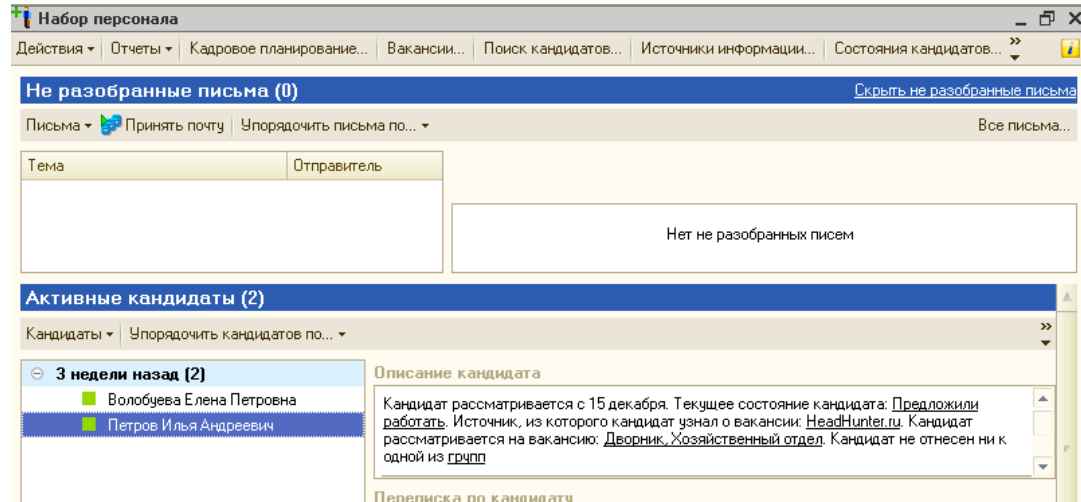 Набор персонала
Действия Отчеты Кадровое планирование... Вакансии... Поиск кандидатов... Источники информации... Состояния кандидатов... »
Не разобранные письма (0) Скрыть не разобранные письма
Письма Принять почту Упорядочить письма по... Все письма...
Тема Отправитель
Нет не разобранных писем
Активные кандидаты (2)
Кандидаты Упорядочить кандидатов по... »
3 недели назад (2)
Волобуева Елена Петровна
Петров Илья Андреевич
Описание кандидата
Кандидат рассматривается с 15 декабря. Текущее состояние кандидата: Предложили
работать. Источник, из которого кандидат узнал о вакансии: HeadHunter.ru. Кандидат
рассматривается на вакансию: Дворник, Хозяйственный отдел. Кандидат не отнесен ни к
одной из групп
Переписка по кандидату